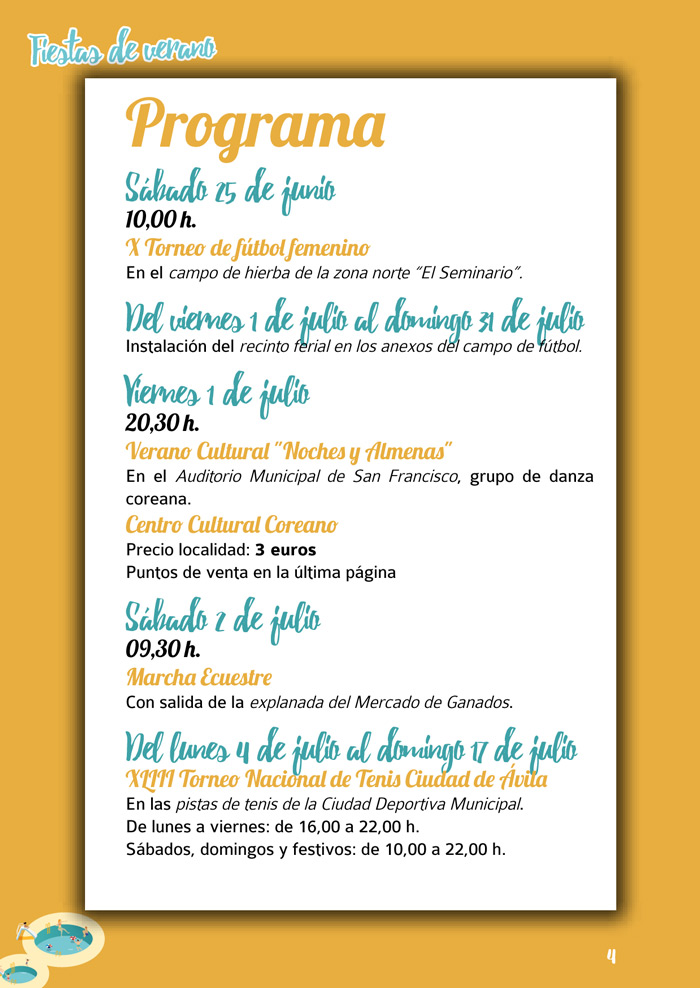 Fiestas de verano
Programa
Sábado 25 de junio
10,00 h.
X Torneo de fútbol femenino
En el campo de hierba de la zona norte “El Seminario”.
Del viernes 1 de julio al domingo 31 de julio
Instalación del recinto ferial en los anexos del campo de fútbol.
Viernes 1 de julio
20,30 h.
Verano Cultural "Noches y Almenas"
En el Auditorio Municipal de San Francisco, grupo de danza
coreana.
Centro Cultural Coreano
Precio localidad: 3 euros
Puntos de venta en la última página
Sábado 2 de julio
09,30 h.
Marcha Ecuestre
Con salida de la explanada del Mercado de Ganados.
Del lunes 4 de julio al domingo 17 de julio
XLIII Torneo Nacional de Tenis Ciudad de Ávila
En las pistas de tenis de la Ciudad Deportiva Municipal.
De lunes a viernes: de 16,00 a 22,00 h.
Sábados, domingos y festivos: de 10,00 a 22,00 h.
4